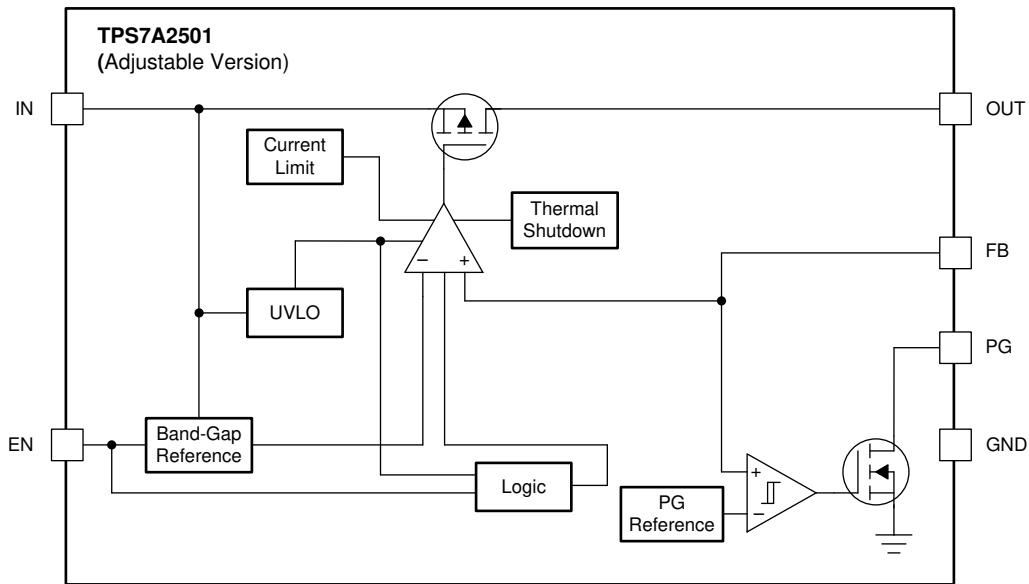 TPS7A2501
(Adjustable Version)
IN
OUT
Current
Limit
Thermal
Shutdown
− +
FB
UVLO
PG
EN
Band-Gap
Reference
GND
Logic
+
−
PG
Reference